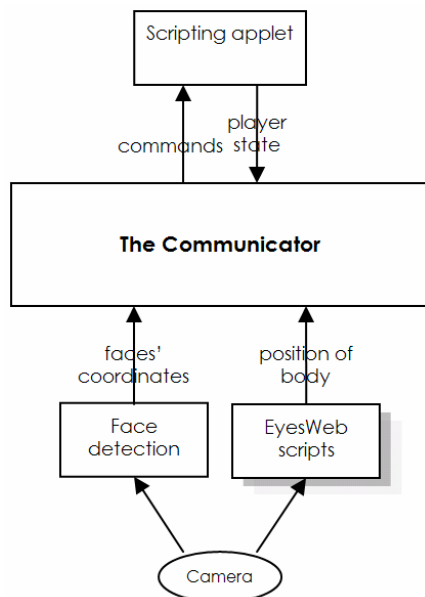 Scripting applet
commands
player
state
The Communicator
faces'
coordinates
position of
body
Face
detection
EyesWeb
scripts
Camera